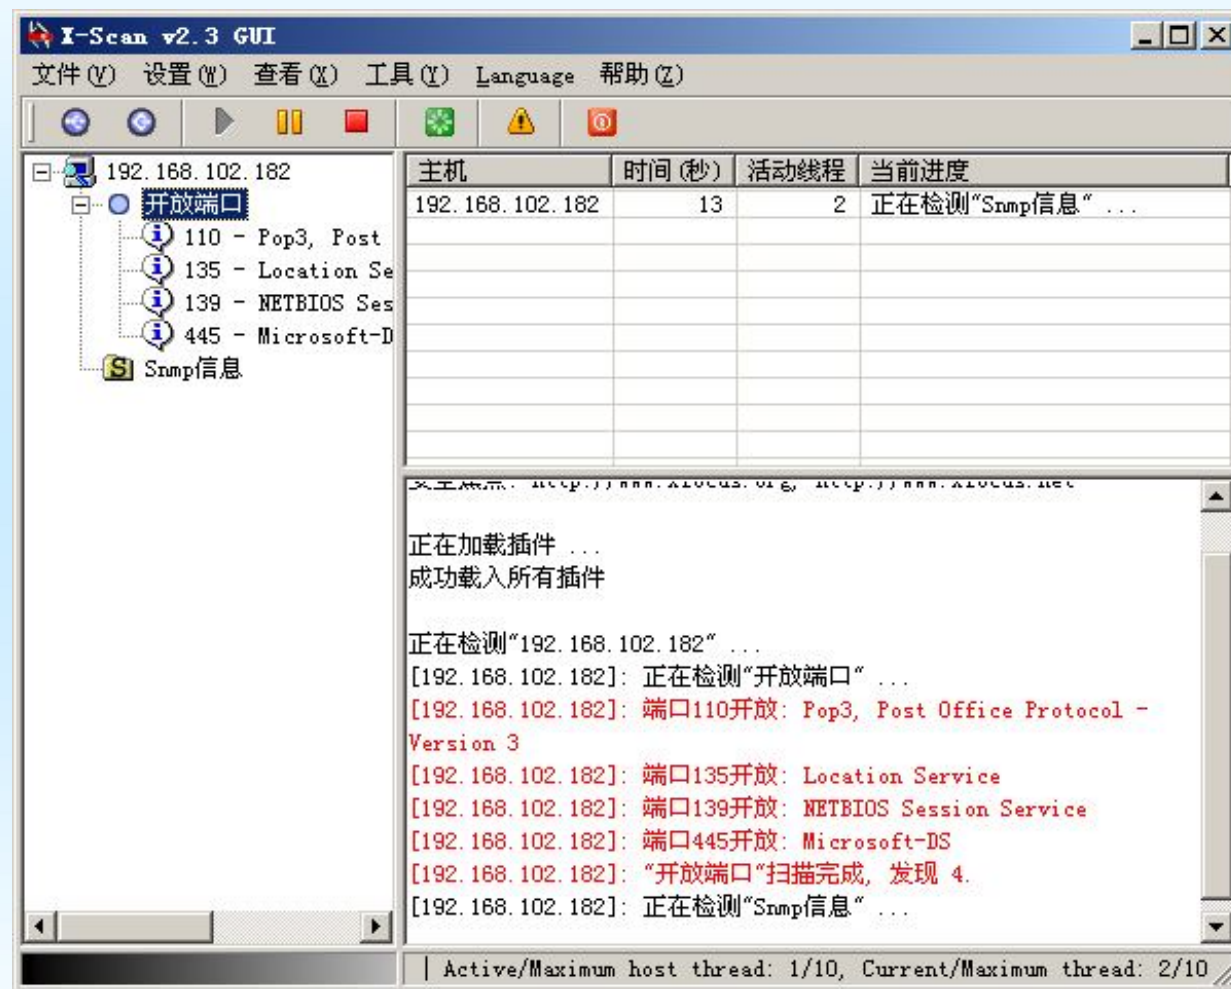 X-Scan v2.3 GUI
文件(V) 设置(W) 查看(X) 工具(Y) Language 帮助(Z)
192.168.102.182
开放端口
110 - Pop3, Post
135 - Location Se
139 - NETBIOS Ses
445 - Microsoft-D
Snmp信息
主机 时间(秒) 活动线程 当前进度
192.168.102.182 13 2 正在检测"Snmp信息" ...
正在加载插件 ...
成功载入所有插件
正在检测"192.168.102.182" ...
[192.168.102.182]: 正在检测"开放端口" ...
[192.168.102.182]: 端口110开放: Pop3, Post Office Protocol -
Version 3
[192.168.102.182]: 端口135开放: Location Service
[192.168.102.182]: 端口139开放: NETBIOS Session Service
[192.168.102.182]: 端口445开放: Microsoft-DS
[192.168.102.182]: "开放端口"扫描完成, 发现 4.
[192.168.102.182]: 正在检测"Snmp信息" ...
Active/Maximum host thread: 1/10, Current/Maximum thread: 2/10